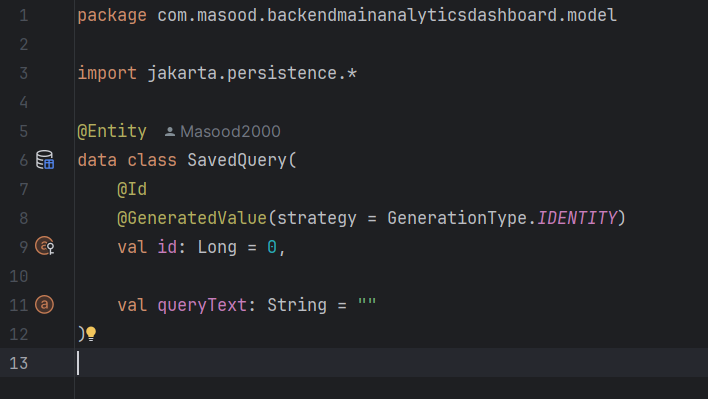 1 package com.masood.backendmainanalyticsdashboard.model
2
3 import jakarta.persistence.*
4
5 @Entity Masood2000
6 data class SavedQuery(
7 @Id
8 @GeneratedValue(strategy = GenerationType.IDENTITY)
9 a val id: Long = 0,
10
11 a val queryText: String = ""
12 )
13